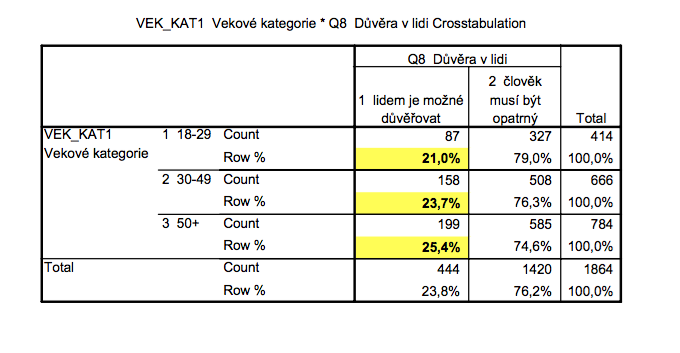 VEK_KAT1 Vekové kategorie * Q8 Důvěra v lidi Crosstabulation
Q8 Důvěra v lidi
1 lidem je možné důvěřovat
2 člověk musí být opatrný
Total
VEK_KAT1 Vekové kategorie
1 18-29 Count 87 327 414
Row % 21,0% 79,0% 100,0%
2 30-49 Count 158 508 666
Row % 23,7% 76,3% 100,0%
3 50+ Count 199 585 784
Row % 25,4% 74,6% 100,0%
Total Count 444 1420 1864
Row % 23,8% 76,2% 100,0%